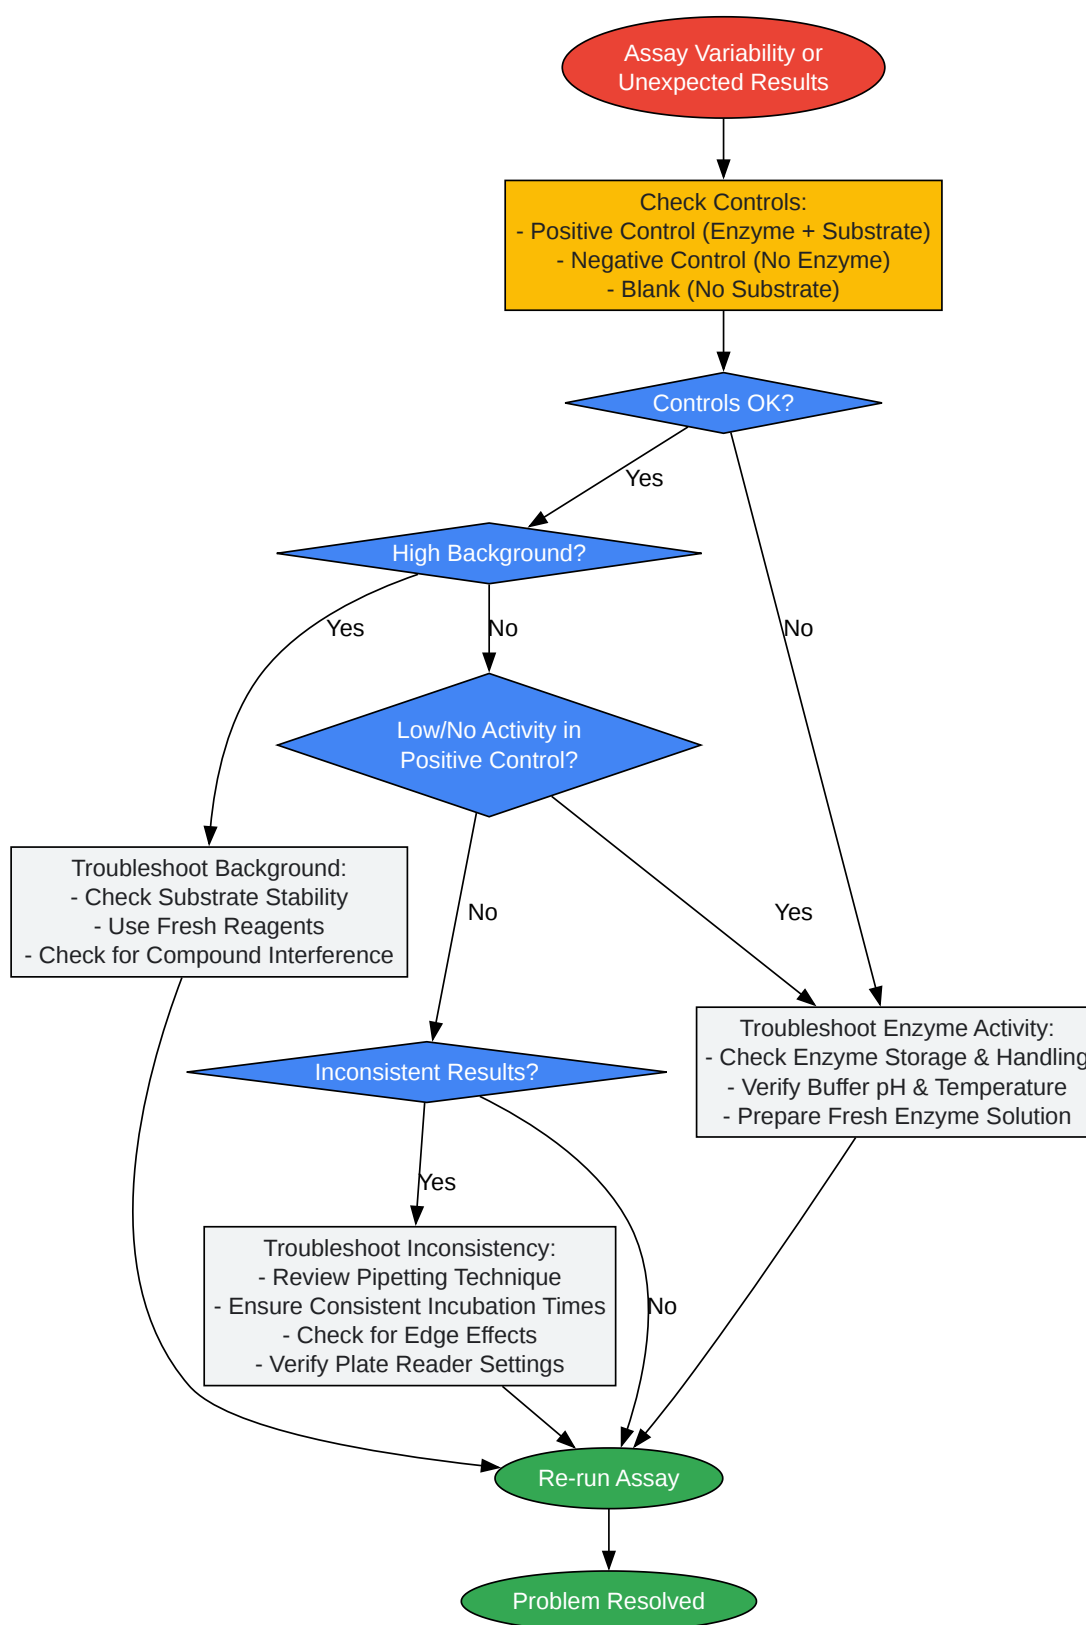 Assay Variability or
Unexpected Results
Check Controls:
- Positive Control (Enzyme + Substrate)
- Negative Control (No Enzyme)
- Blank (No Substrate)
Controls OK?
Yes
High Background?
Yes
No
No
Low/No Activity in
Positive Control?
Troubleshoot Background:
- Check Substrate Stability
- Use Fresh Reagents
- Check for Compound Interference
No
Yes
Troubleshoot Enzyme Activity:
- Check Enzyme Storage & Handling
- Verify Buffer pH & Temperature
- Prepare Fresh Enzyme Solution
Inconsistent Results?
Yes
Troubleshoot Inconsistency:
- Review Pipetting Technique
- Ensure Consistent Incubation Times
- Check for Edge Effects
- Verify Plate Reader Settings
No
Re-run Assay
Problem Resolved